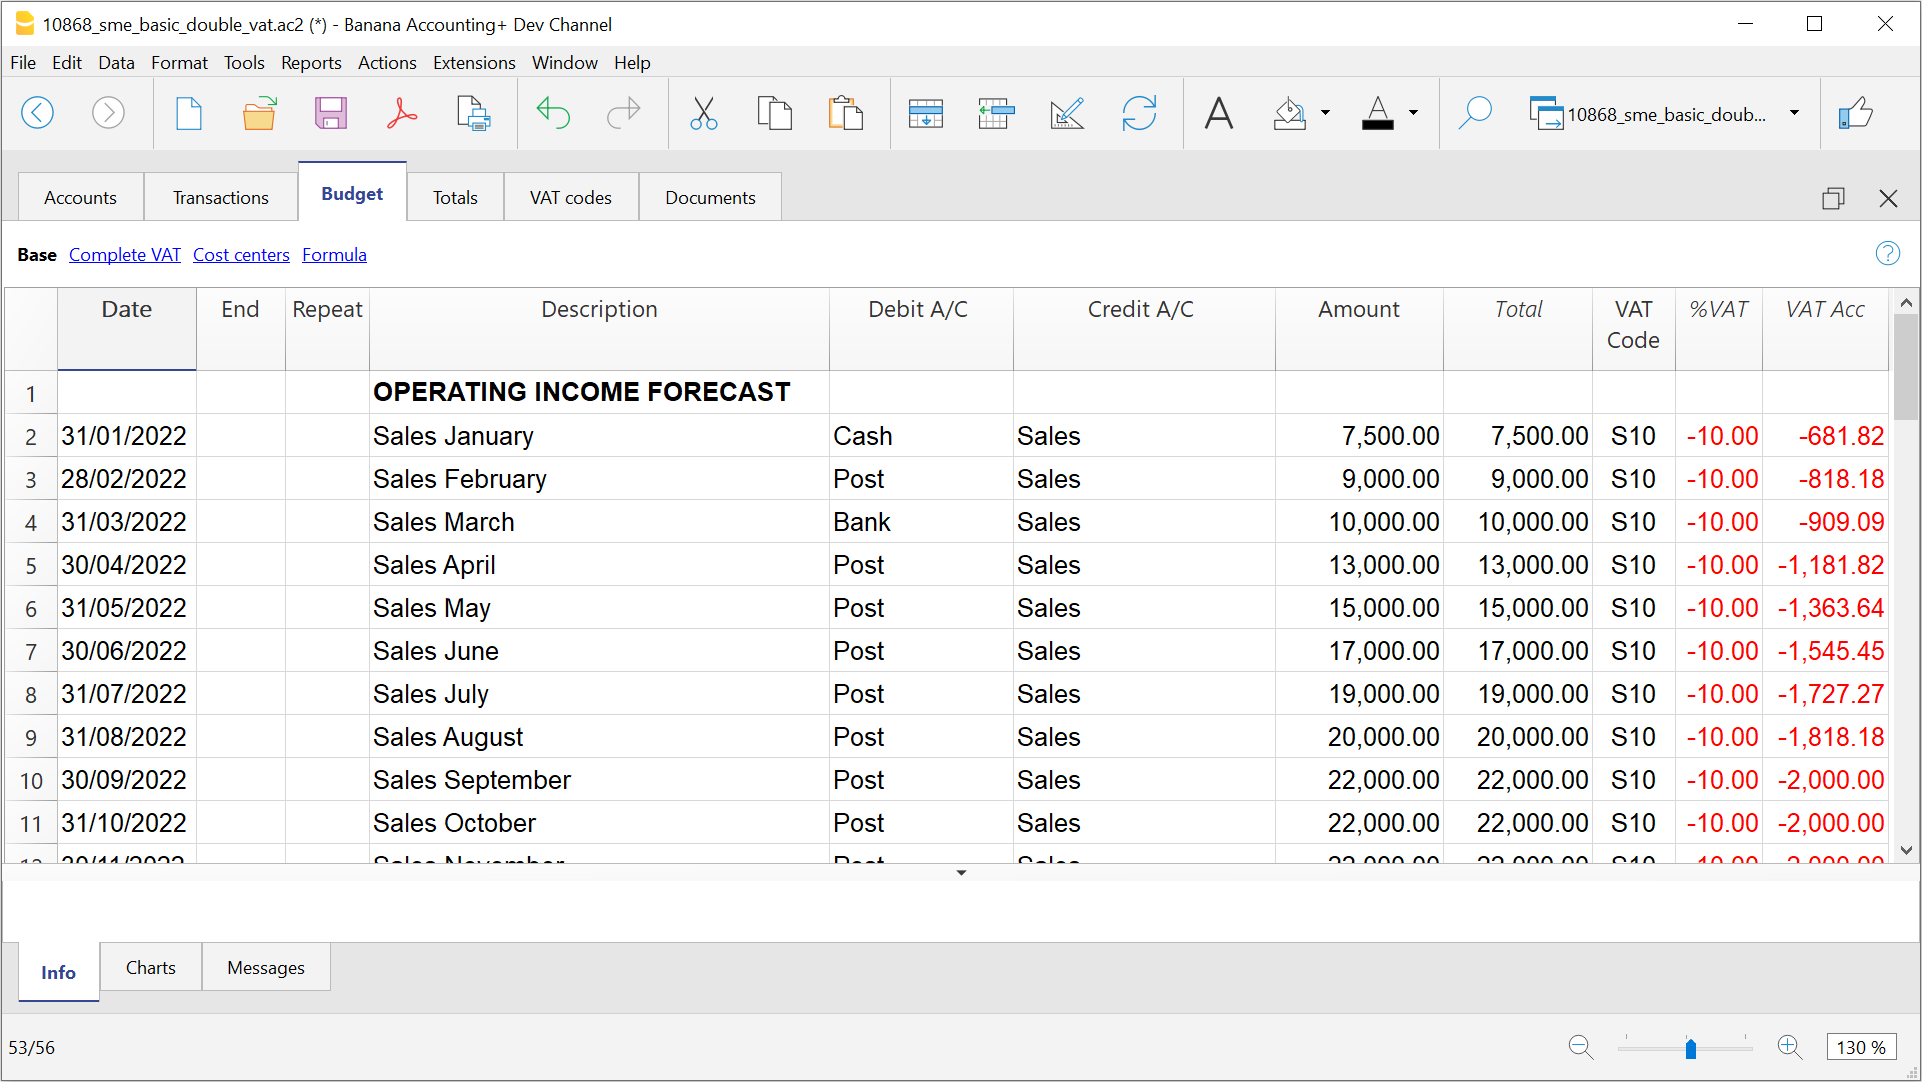 10868_sme_basic_double_vat.ac2 (*) - Banana Accounting+ Dev Channel
File Edit Data Format Tools Reports Actions Extensions Window Help
10868_sme_basic_doub...
Accounts Transactions Budget Totals VAT codes Documents
Base Complete VAT Cost centers Formula
Date End Repeat Description Debit A/C Credit A/C Amount Total VAT Code %VAT VAT Acc
1 OPERATING INCOME FORECAST
2 31/01/2022 Sales January Cash Sales 7,500.00 7,500.00 S10 -10.00 -681.82
3 28/02/2022 Sales February Post Sales 9,000.00 9,000.00 S10 -10.00 -818.18
4 31/03/2022 Sales March Bank Sales 10,000.00 10,000.00 S10 -10.00 -909.09
5 30/04/2022 Sales April Post Sales 13,000.00 13,000.00 S10 -10.00 -1,181.82
6 31/05/2022 Sales May Post Sales 15,000.00 15,000.00 S10 -10.00 -1,363.64
7 30/06/2022 Sales June Post Sales 17,000.00 17,000.00 S10 -10.00 -1,545.45
8 31/07/2022 Sales July Post Sales 19,000.00 19,000.00 S10 -10.00 -1,727.27
9 31/08/2022 Sales August Post Sales 20,000.00 20,000.00 S10 -10.00 -1,818.18
10 30/09/2022 Sales September Post Sales 22,000.00 22,000.00 S10 -10.00 -2,000.00
11 31/10/2022 Sales October Post Sales 22,000.00 22,000.00 S10 -10.00 -2,000.00
Info Charts Messages
53/56
130 %